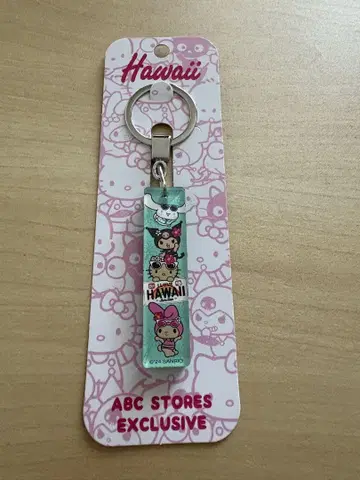 Hawaii
HAWAII
©'24 SANRIO
ABC STORES
EXCLUSIVE